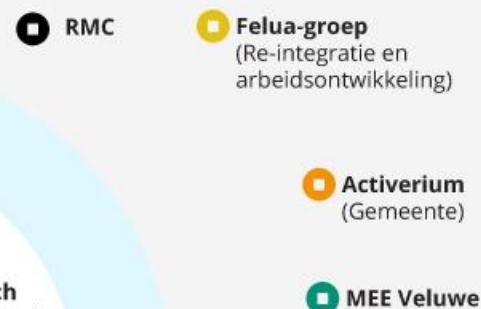 RMC
Felua-groep
(Re-integratie en
arbeidsontwikkeling)
Activerium
(Gemeente)
MEE Veluwe